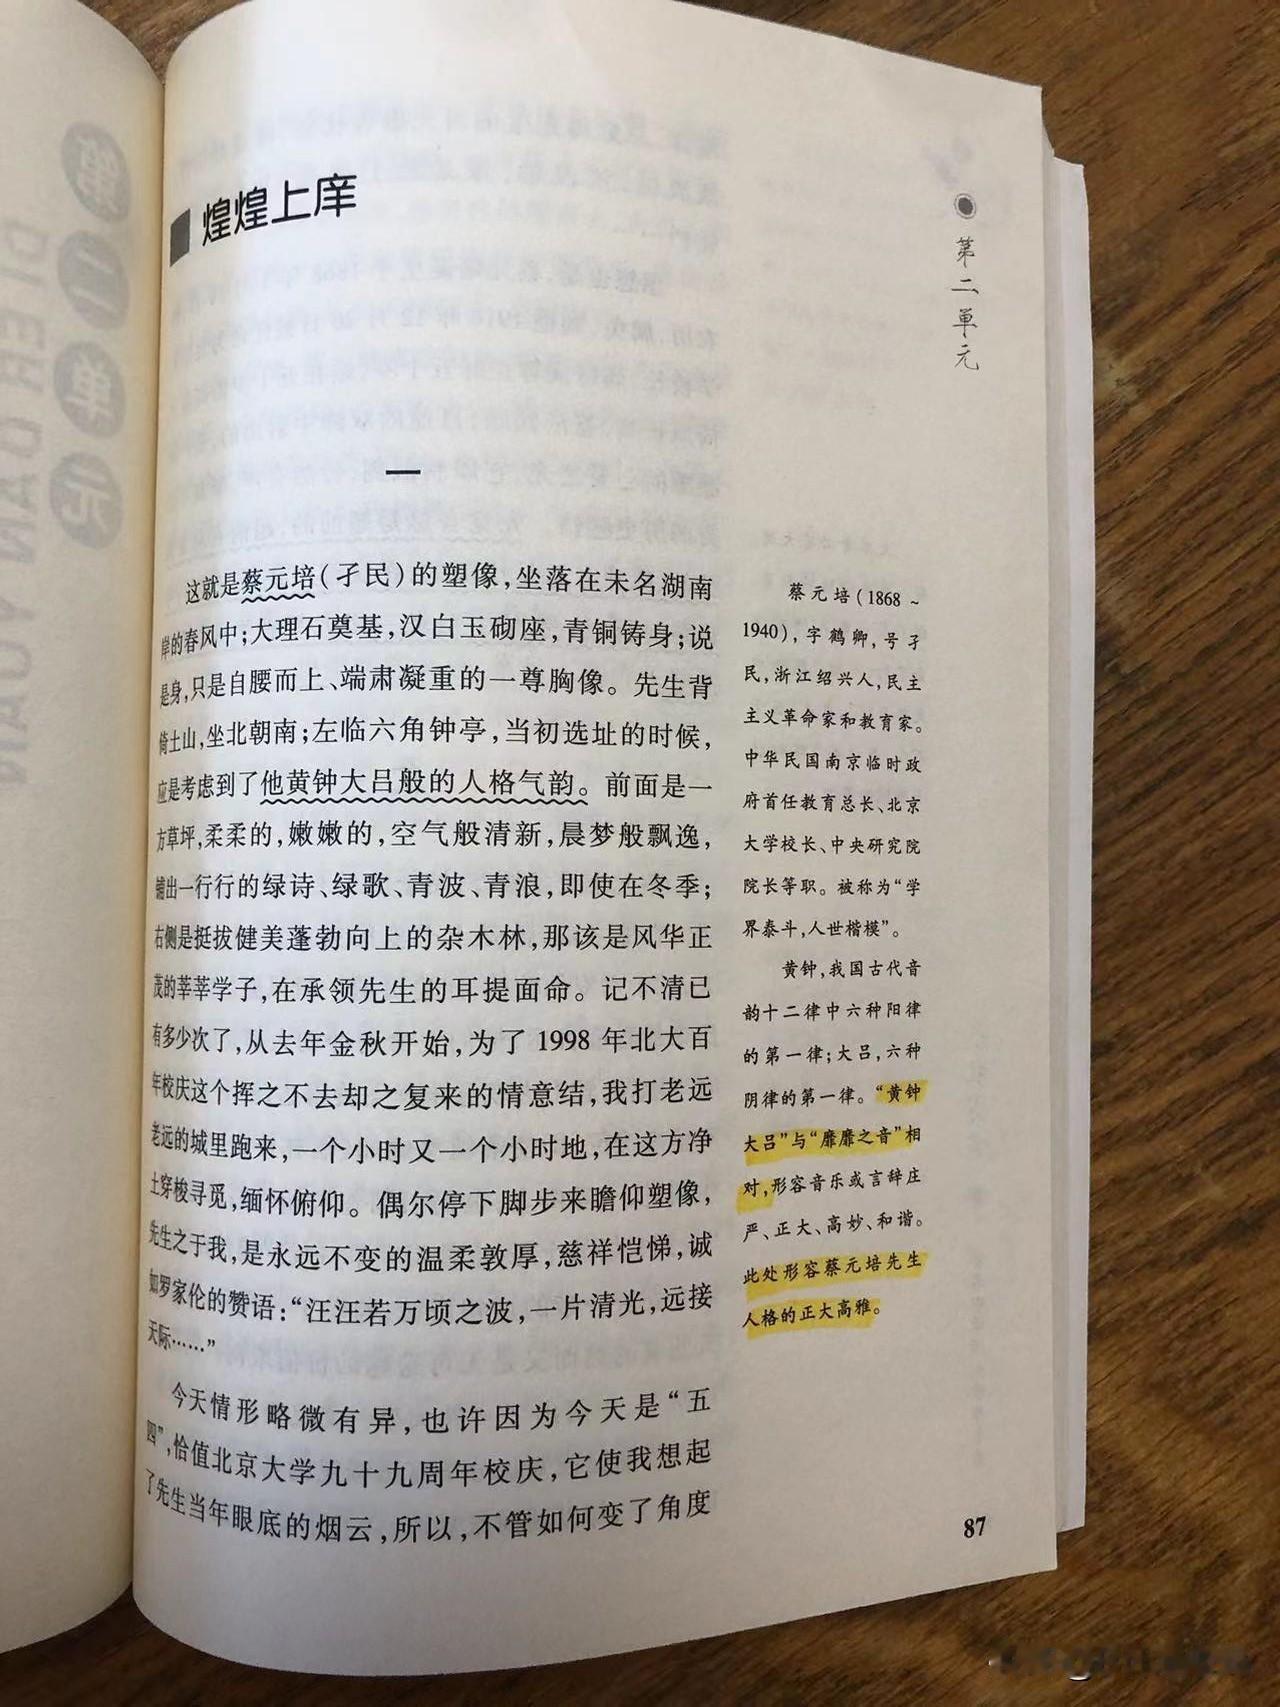 煌煌上庠
第二单元
一
这就是蔡元培(孑民)的塑像,坐落在未名湖南
岸的春风中;大理石奠基,汉白玉砌座,青铜铸身;说
是身,只是自腰而上、端肃凝重的一尊胸像。先生背
倚土山,坐北朝南;左临六角钟亭,当初选址的时候,
应是考虑到了他黄钟大吕般的人格气韵。前面是一
方草坪,柔柔的,嫩嫩的,空气般清新,晨梦般飘逸,
铺出一行行的绿诗、绿歌、青波、青浪,即使在冬季;
右侧是挺拔健美蓬勃向上的杂木林,那该是风华正
茂的莘莘学子,在承领先生的耳提面命。记不清已
有多少次了,从去年金秋开始,为了1998年北大百
年校庆这个挥之不去却之复来的情意结,我打老远
老远的城里跑来,一个小时又一个小时地,在这方净
土穿梭寻觅,缅怀俯仰。偶尔停下脚步来瞻仰塑像,
先生之于我,是永远不变的温柔敦厚,慈祥恺悌,诚
如罗家伦的赞语:“汪汪若万顷之波,一片清光,远接
天际……”
今天情形略微有异,也许因为今天是“五
四”,恰值北京大学九十九周年校庆,它使我想起
了先生当年眼底的烟云,所以,不管如何变了角度
蔡元培(1868~
1940),字鹤卿,号孑
民,浙江绍兴人,民主
主义革命家和教育家。
中华民国南京临时政
府首任教育总长、北京
大学校长、中央研究院
院长等职。被称为“学
界泰斗,人世楷模”。
黄钟,我国古代音
韵十二律中六种阳律
的第一律;大吕,六种
阴律的第一律。“黄钟
大吕”与“靡靡之音”相
对,形容音乐或言辞庄
严、正大、高妙、和谐。
此处形容蔡元培先生
人格的正大高雅。
87
第二单元
DI ER DAN YUAN